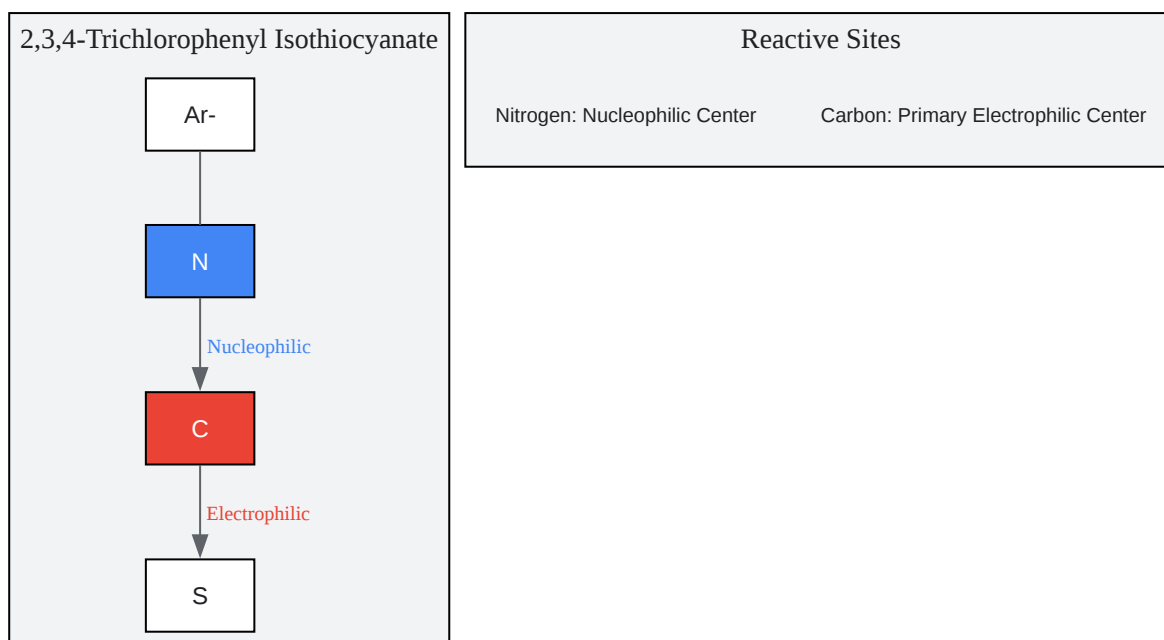 2,3,4-Trichlorophenyl Isothiocyanate
Ar-
N
Nucleophilic
C
Electrophilic
S
Reactive Sites
Nitrogen: Nucleophilic Center
Carbon: Primary Electrophilic Center